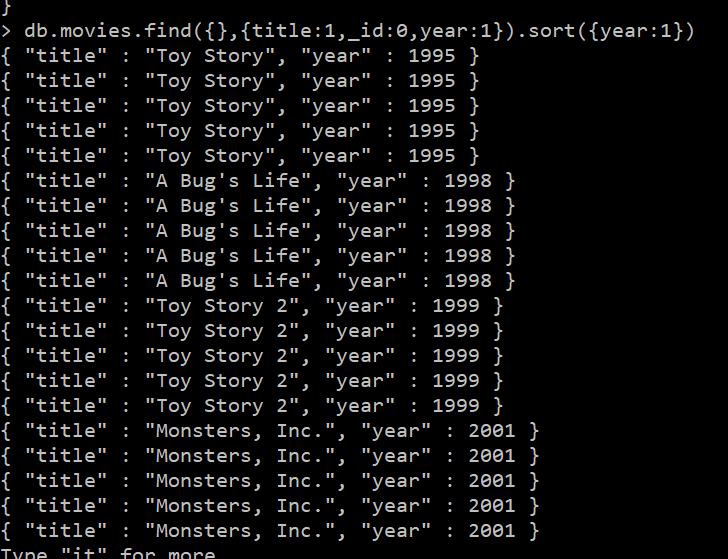 }
> db.movies.find({},{title:1,_id:0,year:1}).sort({year:1})
{ "title" : "Toy Story", "year" : 1995 }
{ "title" : "Toy Story", "year" : 1995 }
{ "title" : "Toy Story", "year" : 1995 }
{ "title" : "Toy Story", "year" : 1995 }
{ "title" : "Toy Story", "year" : 1995 }
{ "title" : "A Bug's Life", "year" : 1998 }
{ "title" : "A Bug's Life", "year" : 1998 }
{ "title" : "A Bug's Life", "year" : 1998 }
{ "title" : "A Bug's Life", "year" : 1998 }
{ "title" : "A Bug's Life", "year" : 1998 }
{ "title" : "Toy Story 2", "year" : 1999 }
{ "title" : "Toy Story 2", "year" : 1999 }
{ "title" : "Toy Story 2", "year" : 1999 }
{ "title" : "Toy Story 2", "year" : 1999 }
{ "title" : "Toy Story 2", "year" : 1999 }
{ "title" : "Monsters, Inc.", "year" : 2001 }
{ "title" : "Monsters, Inc.", "year" : 2001 }
{ "title" : "Monsters, Inc.", "year" : 2001 }
{ "title" : "Monsters, Inc.", "year" : 2001 }
{ "title" : "Monsters, Inc.", "year" : 2001 }
Type "it" for more